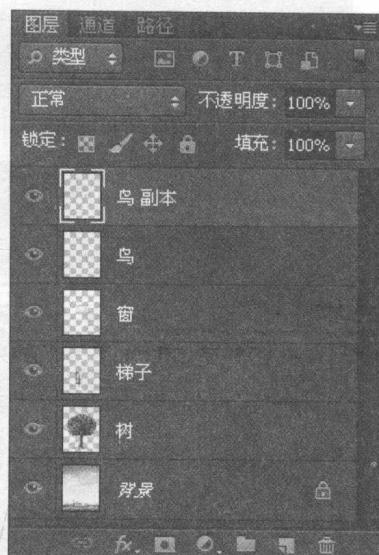 图层 通道 路径
类型
正常 不透明度: 100%
锁定: 填充: 100%
鸟 副本
鸟
窗
梯子
树
背景
fx